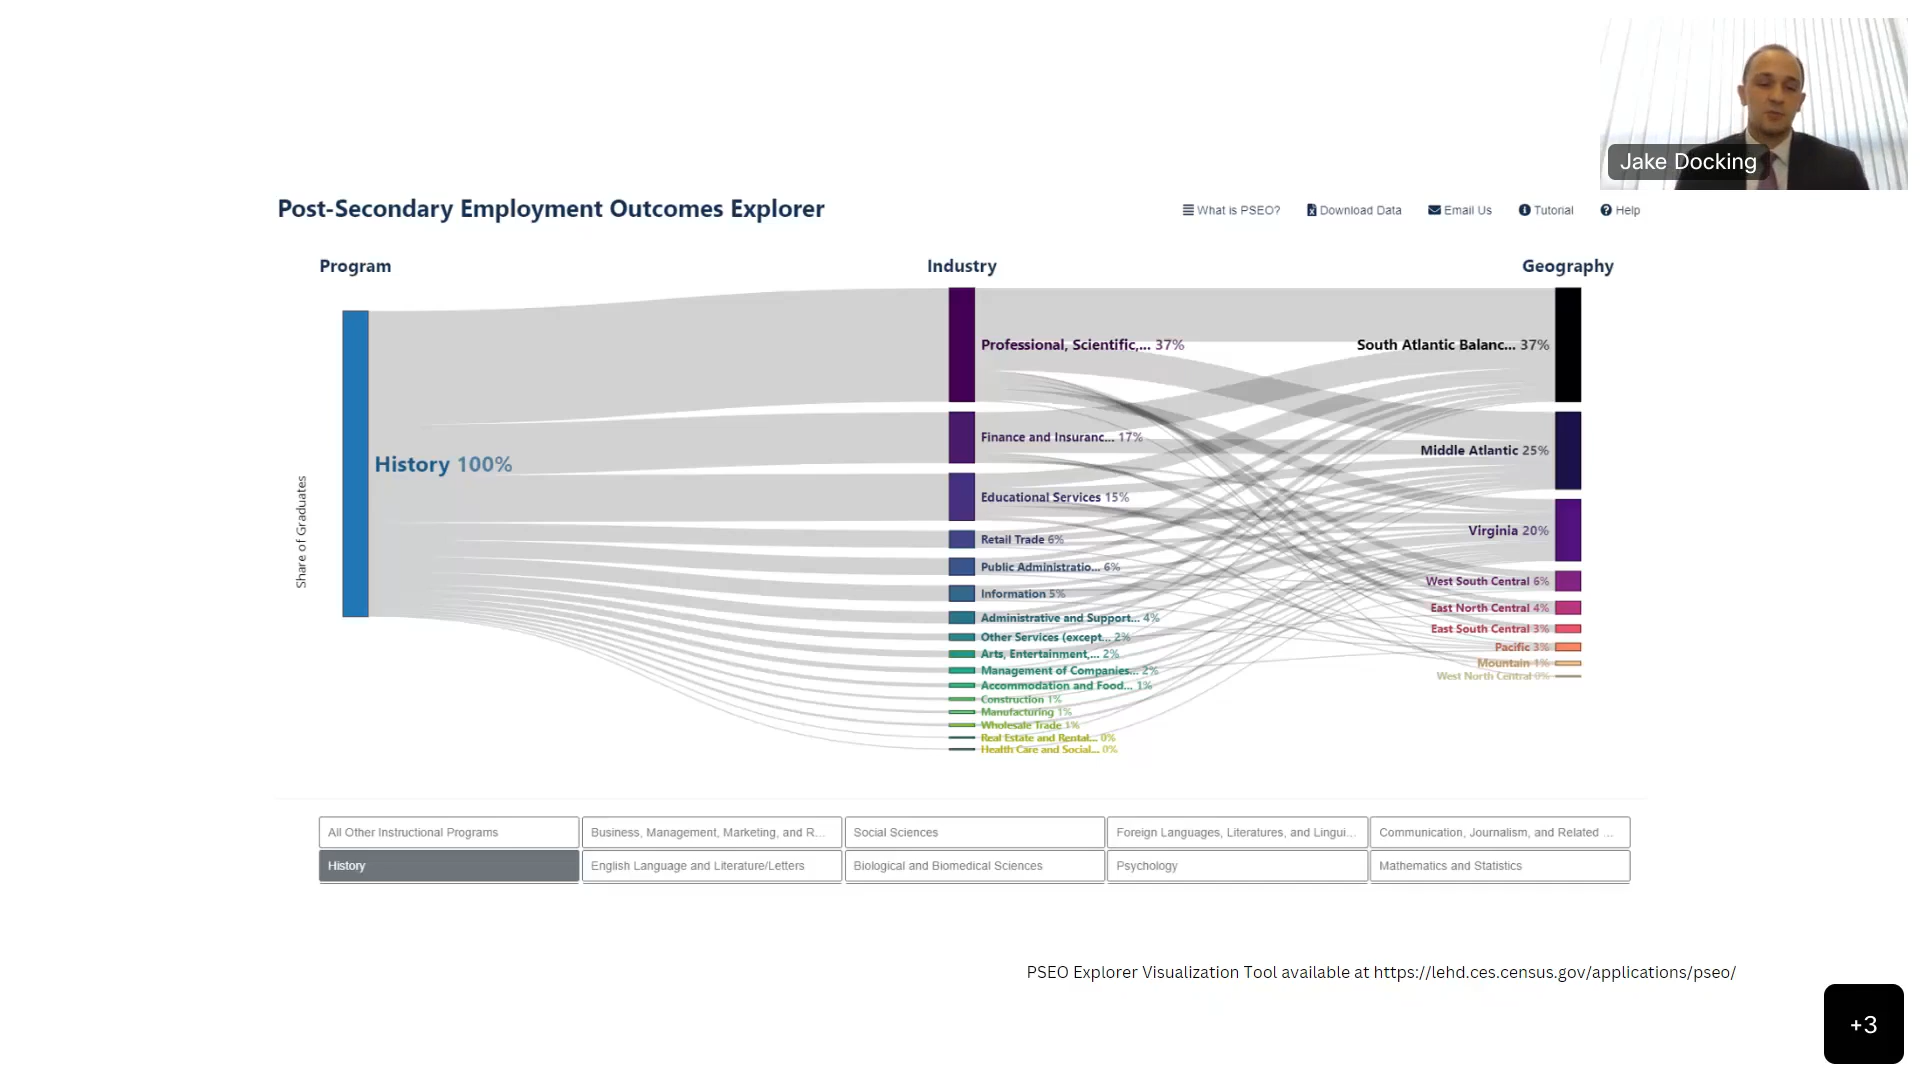 Jake Docking
Post-Secondary Employment Outcomes Explorer
What is PSEO?
Download Data
Email Us
Tutorial
Help
Program
Industry
Geography
Share of Graduates
History 100%
Professional, Scientific,... 37%
Finance and Insuranc... 17%
Educational Services 15%
Retail Trade 6%
Public Administratio... 6%
Information 5%
Administrative and Support... 4%
Other Services (except... 2%
Arts, Entertainment,... 2%
Management of Companies... 2%
Accommodation and Food... 1%
Construction 1%
Manufacturing 1%
Wholesale Trade 1%
Real Estate and Rental... 0%
Health Care and Social... 0%
South Atlantic Balanc... 37%
Middle Atlantic 25%
Virginia 20%
West South Central 6%
East North Central 4%
East South Central 3%
Pacific 3%
Mountain 1%
West North Central 0%
All Other Instructional Programs
Business, Management, Marketing, and R...
Social Sciences
Foreign Languages, Literatures, and Lingui...
Communication, Journalism, and Related ...
History
English Language and Literature/Letters
Biological and Biomedical Sciences
Psychology
Mathematics and Statistics
PSEO Explorer Visualization Tool available at https://lehd.ces.census.gov/applications/pseo/
+3